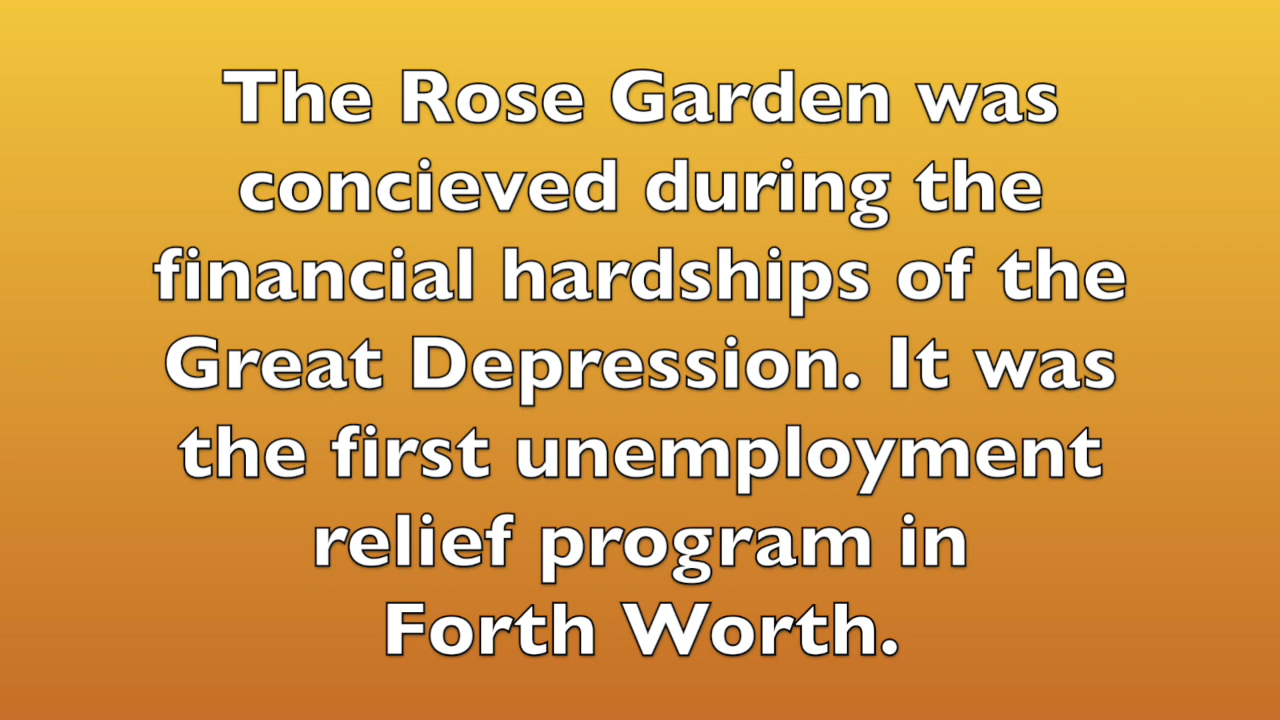 The Rose Garden was
concieved during the
financial hardships of the
Great Depression. It was
the first unemployment
relief program in
Forth Worth.